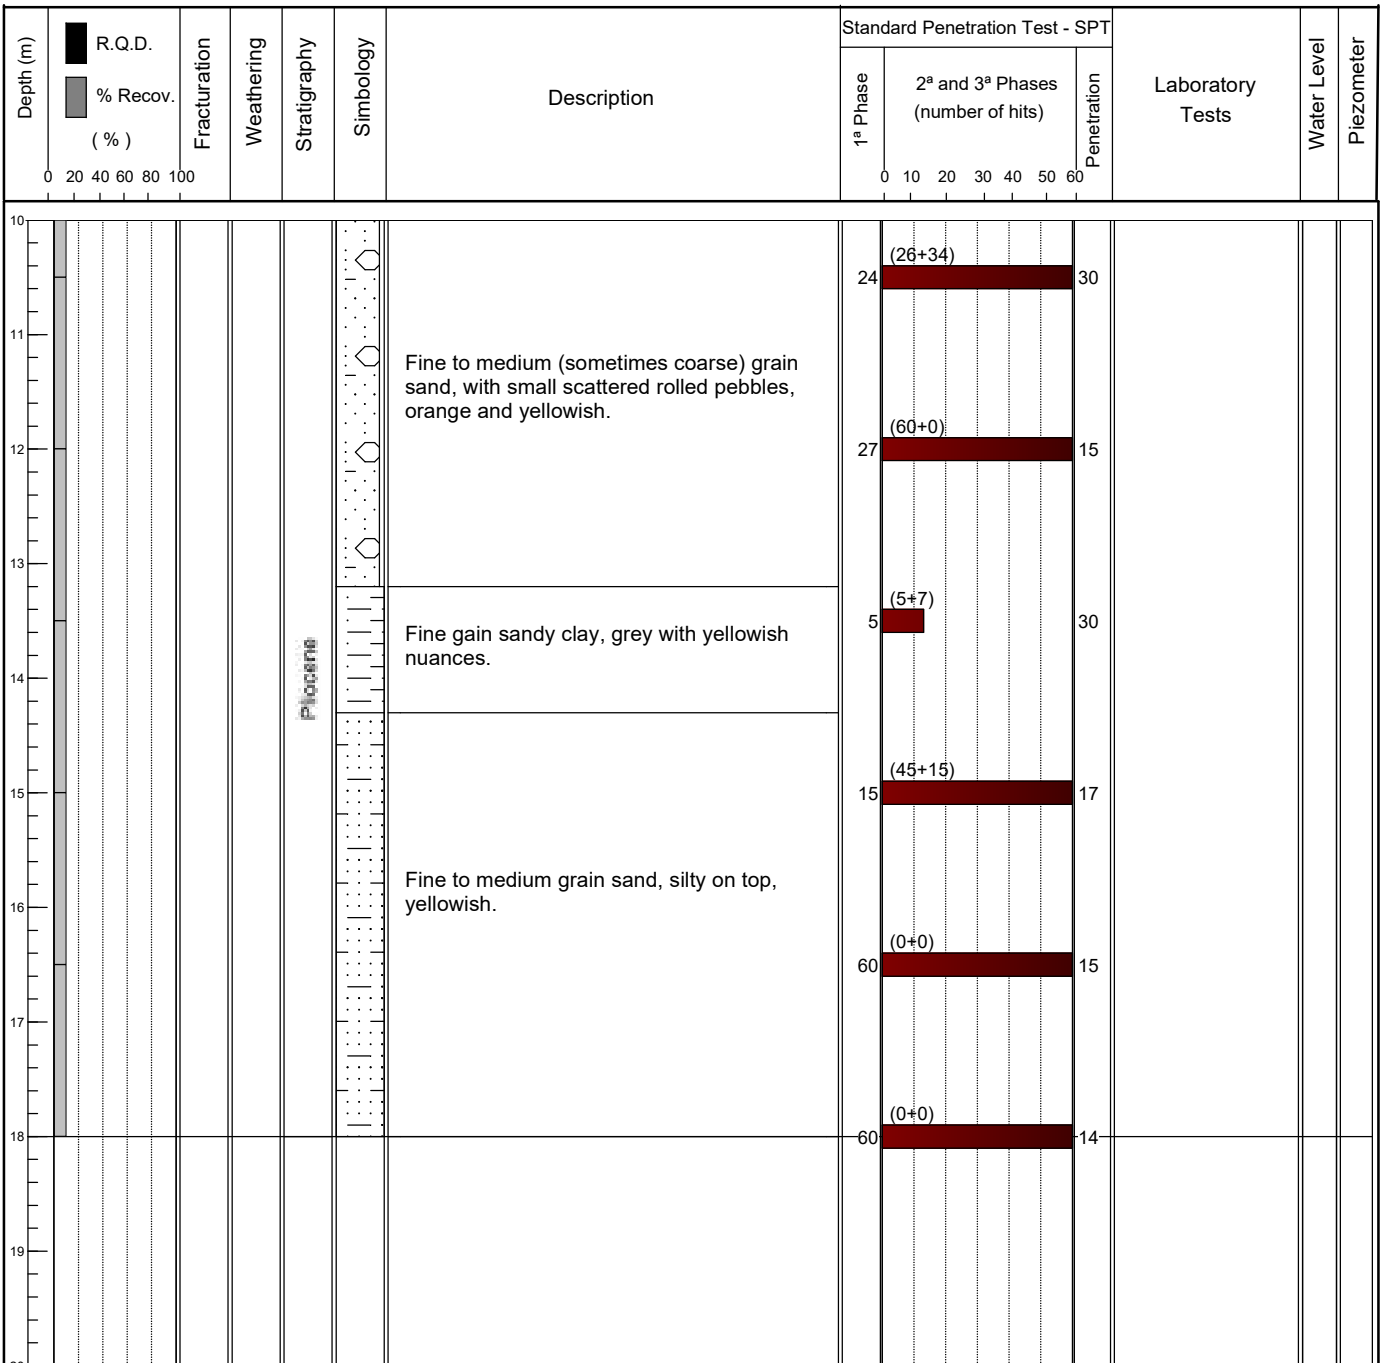 Depth (m)
R.Q.D.
% Recov.
( % )
0 20 40 60 80 100
Fracturation
Weathering
Stratigraphy
Simbology
Description
Standard Penetration Test - SPT
1ª Phase
2ª and 3ª Phases
(number of hits)
0 10 20 30 40 50 60
Penetration
Laboratory
Tests
Water Level
Piezometer
10
(26+34)
24 30
11
Fine to medium (sometimes coarse) grain
sand, with small scattered rolled pebbles,
orange and yellowish.
(60+0)
12 27 15
13
(5+7)
5 30
Fine gain sandy clay, grey with yellowish
nuances.
Pliocene
14
(45+15)
15 15 17
Fine to medium grain sand, silty on top,
yellowish.
16
(0+0)
60 15
17
(0+0)
18 60 14
19